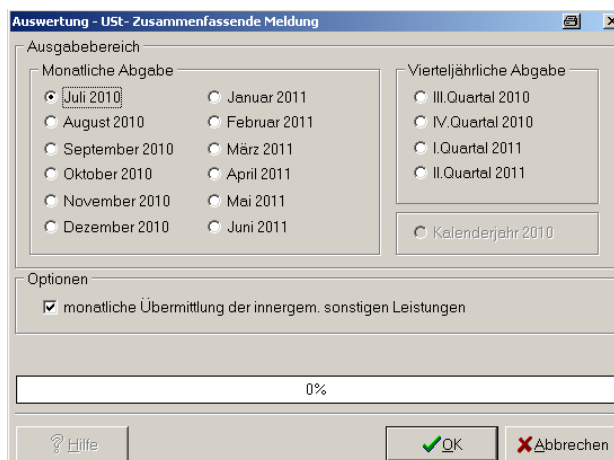 Auswertung - USt- Zusammenfassende Meldung
Ausgabebereich
Monatliche Abgabe
Juli 2010
August 2010
September 2010
Oktober 2010
November 2010
Dezember 2010
Januar 2011
Februar 2011
März 2011
April 2011
Mai 2011
Juni 2011
Vierteljährliche Abgabe
III.Quartal 2010
IV.Quartal 2010
I.Quartal 2011
II.Quartal 2011
Kalenderjahr 2010
Optionen
monatliche Übermittlung der innergem. sonstigen Leistungen
0%
? Hilfe
OK
Abbrechen